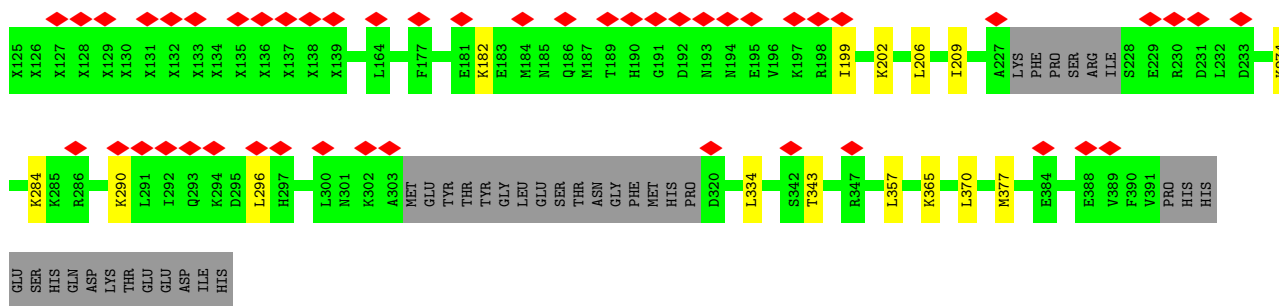 X125 X126 X127 X128 X129 X130 X131 X132 X133 X134 X135 X136 X137 X138 X139 L164 F177 E181 K182 E183 M184 N185 Q186 M187 T189 H190 G191 D192 N193 N194 E195 V196 K197 R198 I199 K202 L206 I209 A227 LYS PHE PRO SER ARG ILE S228 E229 R230 D231 L232 D233
K284 K285 R286 K290 L291 I292 Q293 K294 D295 L296 H297 L300 N301 K302 A303 MET GLU TYR THR TYR GLY LEU GLU SER THR ASN GLY PHE MET HIS PRO D320 L334 S342 T343 R347 L357 K365 L370 M377 E384 E388 V389 F390 V391 PRO HIS HIS
GLU SER HIS GLN ASP LYS THR GLU GLU ASP ILE HIS